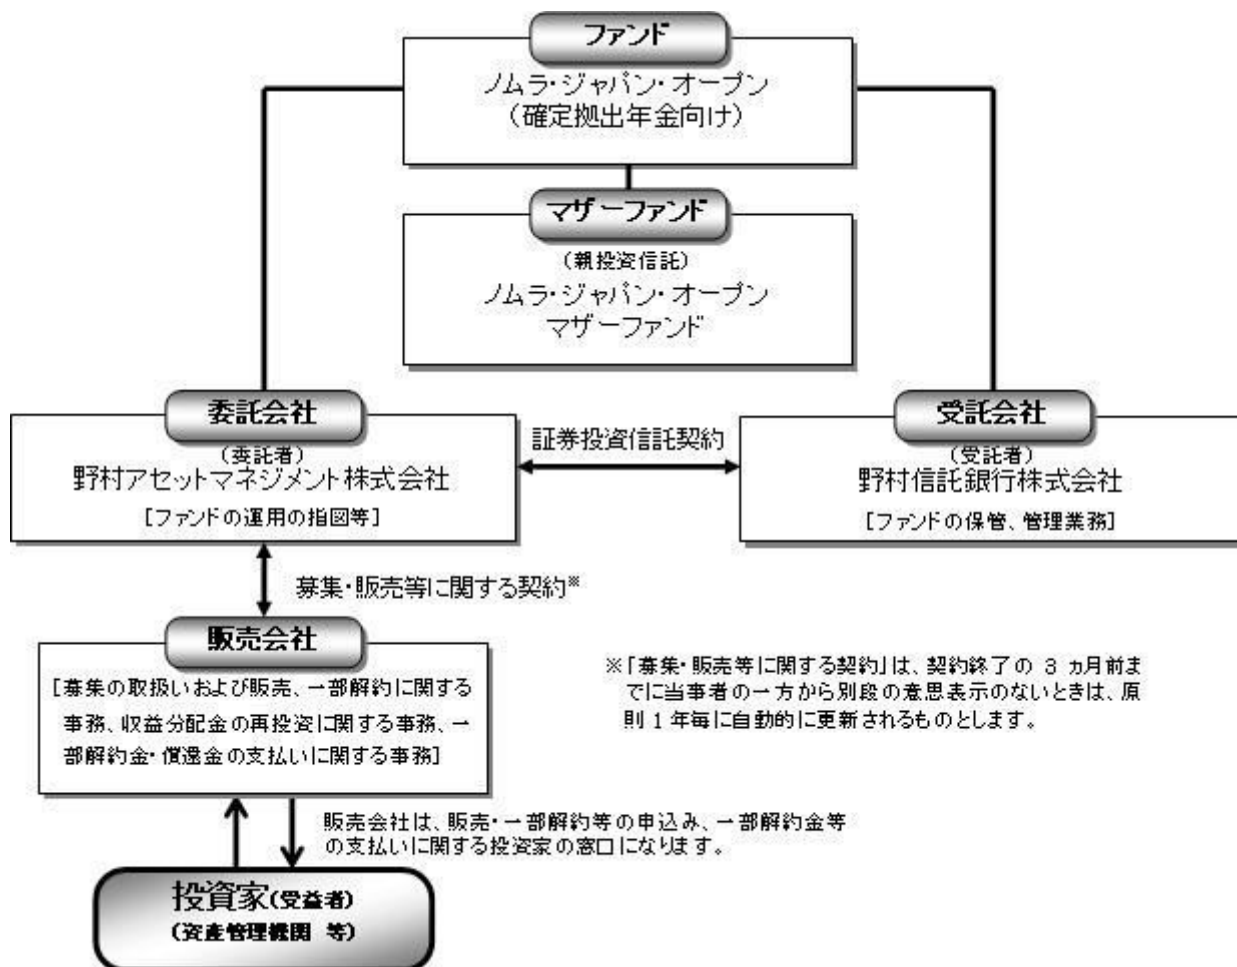 ファンド
ノムラ・ジャパン・オープン
(確定拠出年金向け)
マザーファンド
(親投資信託)
ノムラ・ジャパン・オープン
マザーファンド
委託会社
(委託者)
野村アセットマネジメント株式会社
[ファンドの運用の指図等]
証券投資信託契約
受託会社
(受託者)
野村信託銀行株式会社
[ファンドの保管、管理業務]
募集・販売等に関する契約※
販売会社
[募集の取扱いおよび販売、一部解約に関する
事務、収益分配金の再投資に関する事務、一
部解約金・償還金の支払いに関する事務]
※「募集・販売等に関する契約」は、契約終了の 3 ヵ月前ま
でに当事者の一方から別段の意思表示のないときは、原
則 1 年毎に自動的に更新されるものとします。
販売会社は、販売・一部解約等の申込み、一部解約金等
の支払いに関する投資家の窓口になります。
投資家(受益者)
(資産管理機関 等)